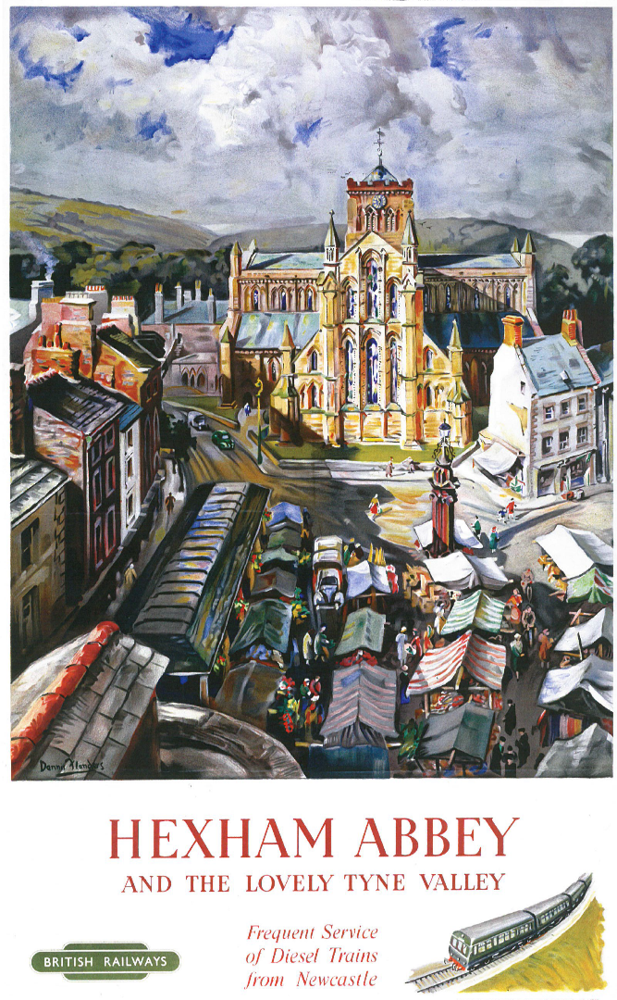 HEXHAM ABBEY
AND THE LOVELY TYNE VALLEY
Frequent Service
of Diesel Trains
from Newcastle
BRITISH RAILWAYS